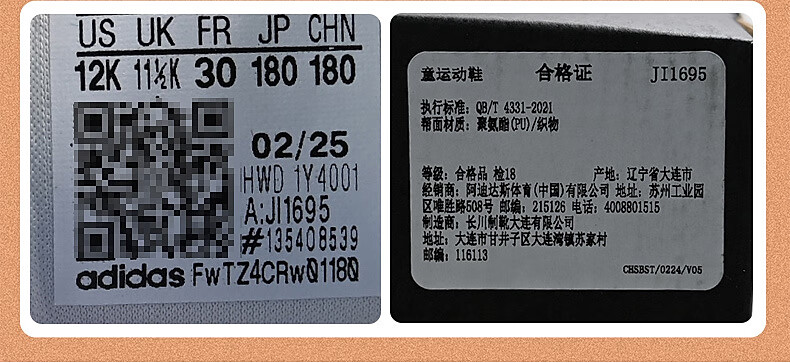 US UK FR JP CHN
12K 11½K 30 180 180
02/25
HWD 1Y4001
A:JI1695
#135408539
adidas FwTZ4CRwQ118Q
童运动鞋 合格证 JI1695
执行标准: QB/T 4331-2021
帮面材质: 聚氨酯(PU)/织物
等级: 合格品 检18 产地: 辽宁省大连市
经销商: 阿迪达斯体育(中国)有限公司 地址: 苏州工业园
区唯胜路508号 邮编: 215126 电话: 4008801515
制造商: 长川制靴大连有限公司
地址: 大连市甘井子区大连湾镇苏家村
邮编: 116113
CHSBST/0224/V05